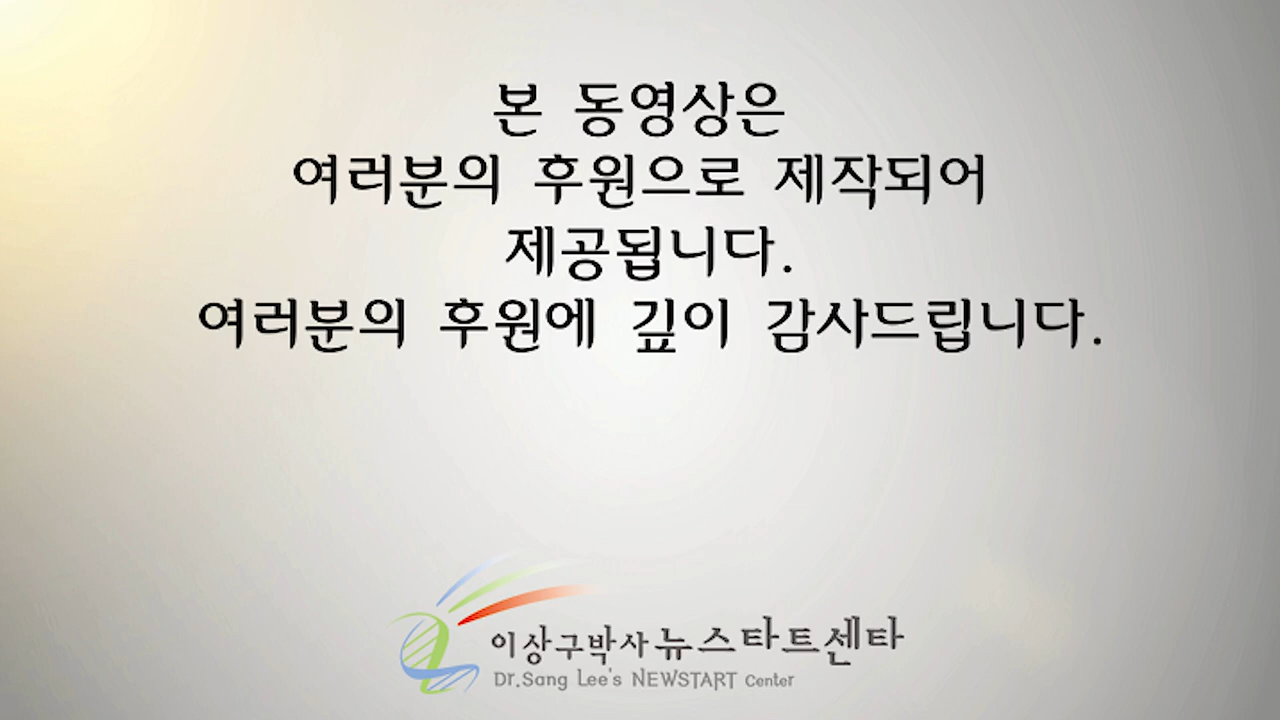 본 동영상은
여러분의 후원으로 제작되어
제공됩니다.
여러분의 후원에 깊이 감사드립니다.
이상구박사 뉴스타트센타
Dr.Sang Lee's NEWSTART Center